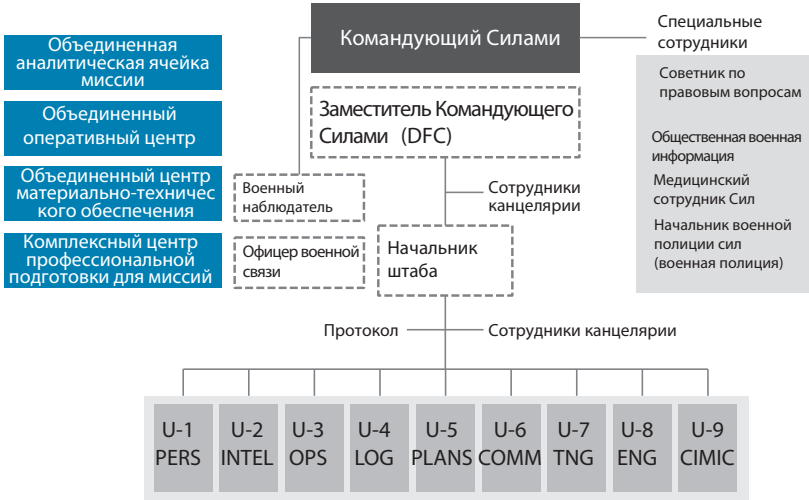 Объединенная
аналитическая ячейка
миссии
Объединенный
оперативный центр
Объединенный центр
материально-техничес
кого обеспечения
Комплексный центр
профессиональной
подготовки для миссий
Командующий Силами
Заместитель Командующего
Силами (DFC)
Военный
наблюдатель
Офицер военной
связи
Сотрудники
канцелярии
Начальник
штаба
Специальные
сотрудники
Советник по
правовым вопросам
Общественная военная
информация
Медицинский
сотрудник Сил
Начальник военной
полиции сил
(военная полиция)
Протокол
Сотрудники канцелярии
U-1
PERS
U-2
INTEL
U-3
OPS
U-4
LOG
U-5
PLANS
U-6
COMM
U-7
TNG
U-8
ENG
U-9
CIMIC